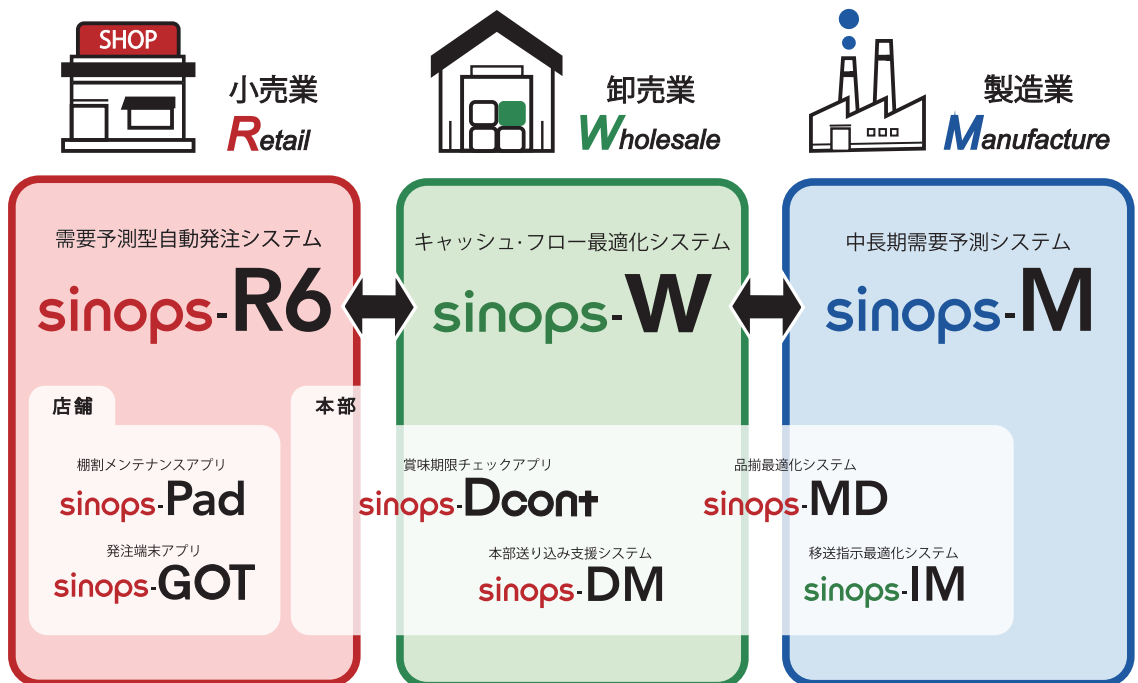 SHOP
小売業
Retail
卸売業
Wholesale
製造業
Manufacture
需要予測型自動発注システム
sinops-R6
キャッシュ・フロー最適化システム
sinops-W
中長期需要予測システム
sinops-M
店舗
棚割メンテナンスアプリ
sinops-Pad
発注端末アプリ
sinops-GOT
本部
賞味期限チェックアプリ
sinops-Dcont
品揃最適化システム
sinops-MD
本部送り込み支援システム
sinops-DM
移送指示最適化システム
sinops-IM